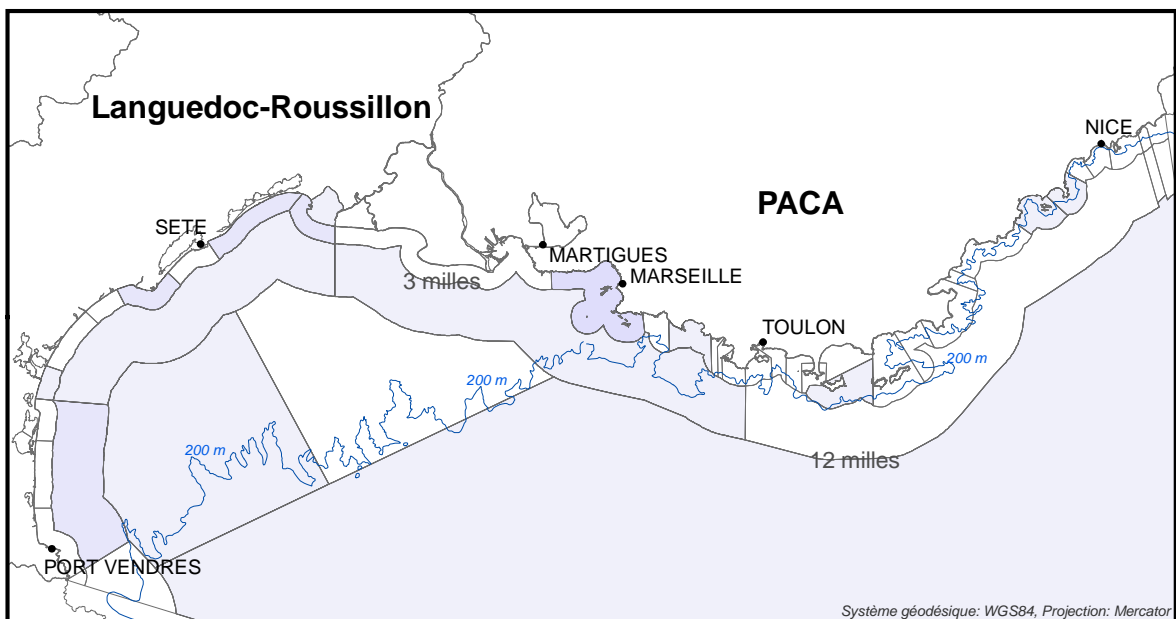 Languedoc-Roussillon
NICE
PACA
SETE
MARTIGUES
3 milles
MARSEILLE
TOULON
200 m
200 m
200 m
12 milles
PORT VENDRES
Système géodésique: WGS84, Projection: Mercator